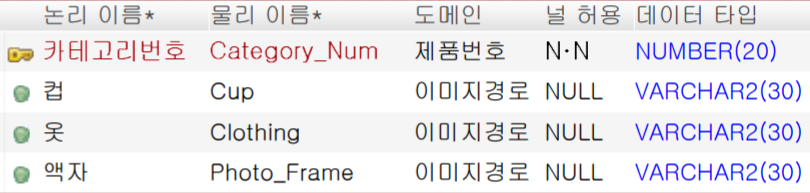 논리 이름* 물리 이름* 도메인 널 허용 데이터 타입
카테고리번호 Category_Num 제품번호 N·N NUMBER(20)
컵 Cup 이미지경로 NULL VARCHAR2(30)
옷 Clothing 이미지경로 NULL VARCHAR2(30)
액자 Photo_Frame 이미지경로 NULL VARCHAR2(30)